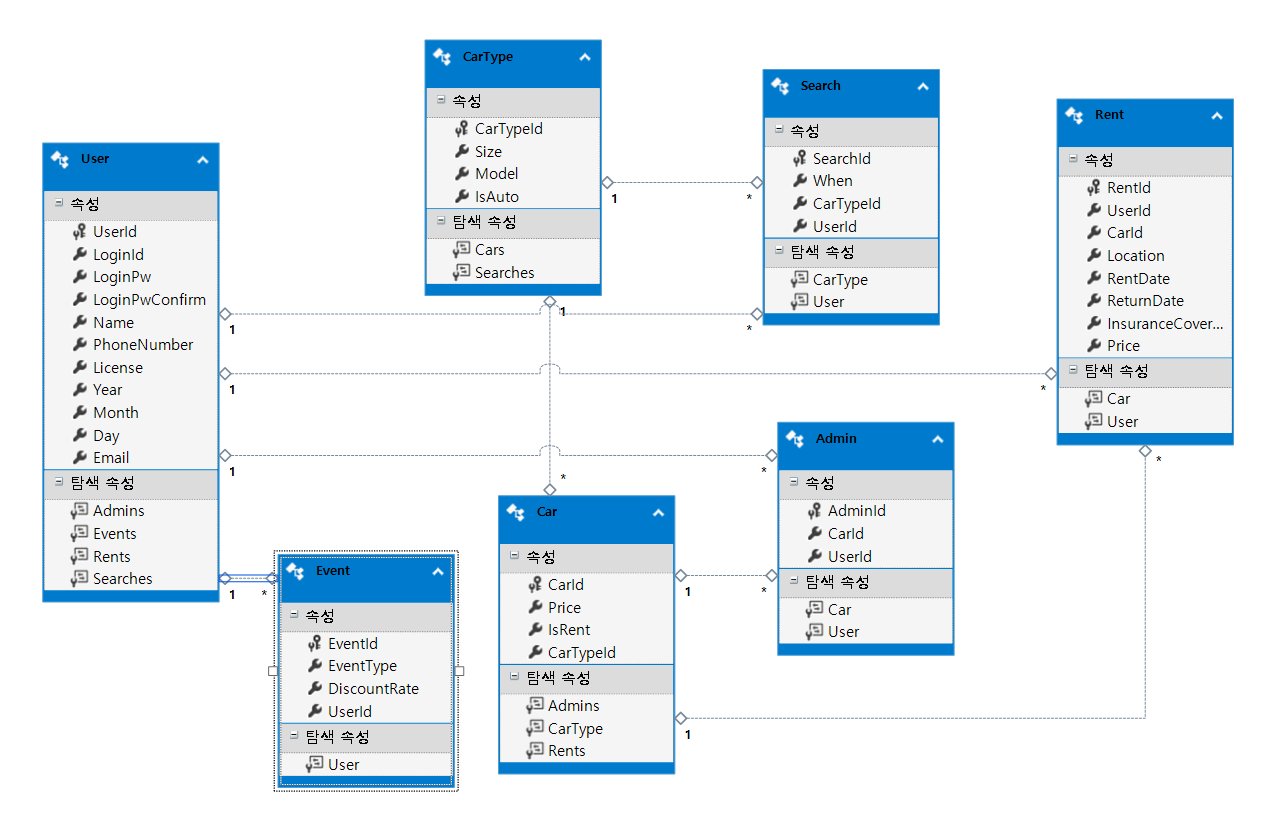 User
속성
UserId
LoginId
LoginPw
LoginPwConfirm
Name
PhoneNumber
License
Year
Month
Day
Email
탐색 속성
Admins
Events
Rents
Searches
CarType
속성
CarTypeId
Size
Model
IsAuto
탐색 속성
Cars
Searches
Search
속성
SearchId
When
CarTypeId
UserId
탐색 속성
CarType
User
Rent
속성
RentId
UserId
CarId
Location
RentDate
ReturnDate
InsuranceCover...
Price
탐색 속성
Car
User
Event
속성
EventId
EventType
DiscountRate
UserId
탐색 속성
User
Car
속성
CarId
Price
IsRent
CarTypeId
탐색 속성
Admins
CarType
Rents
Admin
속성
AdminId
CarId
UserId
탐색 속성
Car
User
1
*
1
*
1
*
1
*
1
*
1
*
1
*
1
*